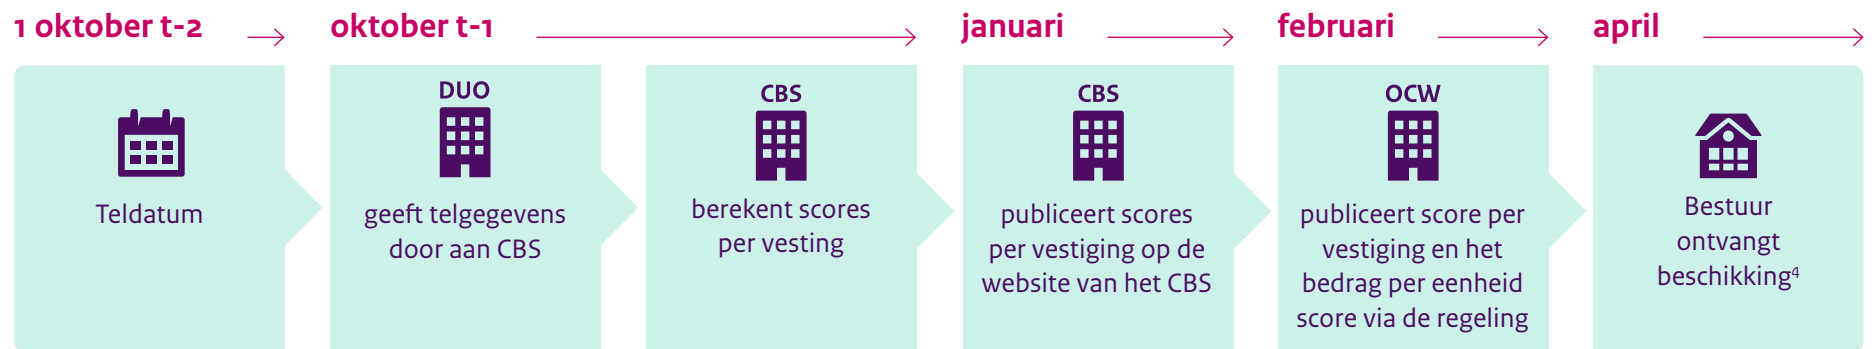 1 oktober t-2
oktober t-1
januari
februari
april
Teldatum
DUO
geeft telgegevens
door aan CBS
CBS
berekent scores
per vesting
CBS
publiceert scores
per vestiging op de
website van het CBS
OCW
publiceert score per
vestiging en het
bedrag per eenheid
score via de regeling
Bestuur
ontvangt
beschikking⁴